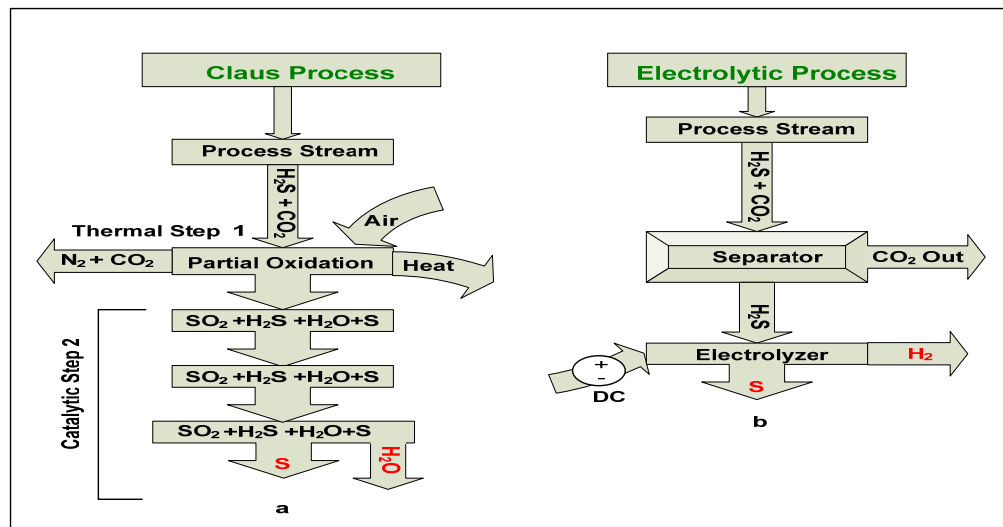 Claus Process
Process Stream
H₂S + CO₂
Air
Thermal Step 1
N₂ + CO₂
Partial Oxidation
Heat
Catalytic Step 2
SO₂ +H₂S +H₂O+S
SO₂ +H₂S +H₂O+S
SO₂ +H₂S +H₂O+S
S
H₂O
a
Electrolytic Process
Process Stream
H₂S + CO₂
Separator
CO₂ Out
H₂S
+
-
DC
Electrolyzer
H₂
S
b